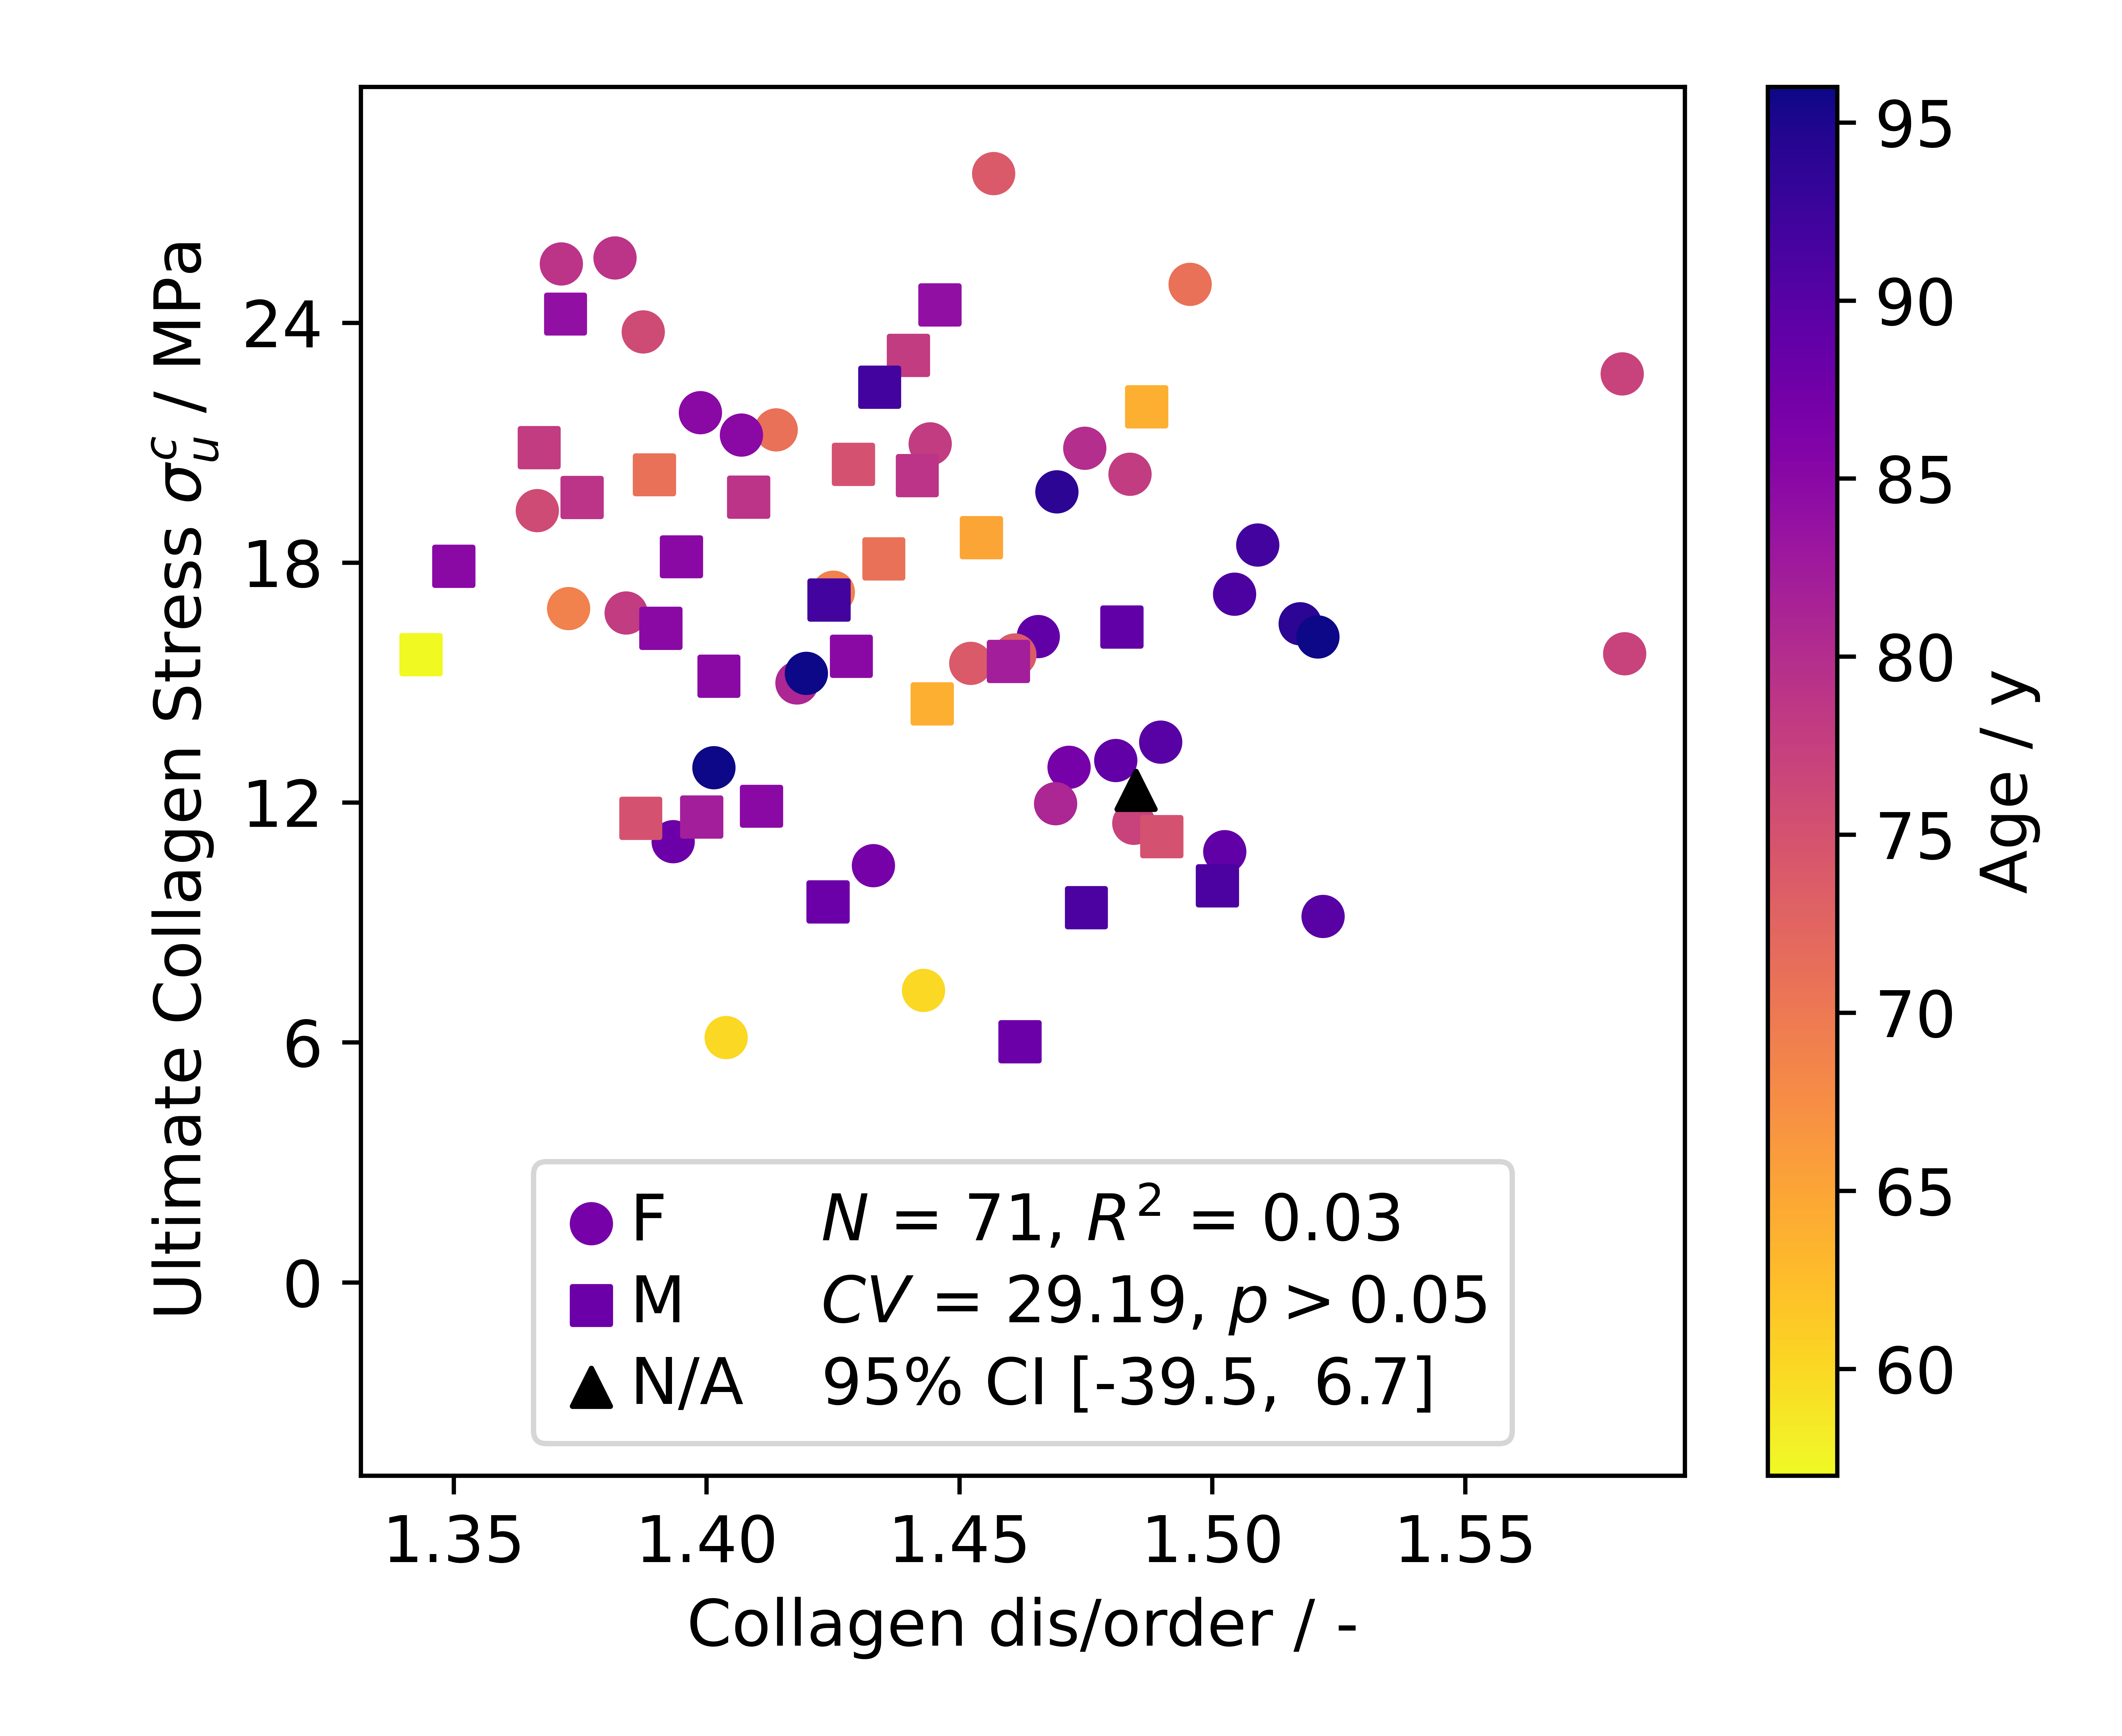 Ultimate Collagen Stress σᶜᵤ / MPa
24
18
12
6
0
1.35 1.40 1.45 1.50 1.55
Collagen dis/order / -
F N = 71, R² = 0.03
M CV = 29.19, p > 0.05
N/A 95% CI [-39.5, 6.7]
95
90
85
80
75
70
65
60
Age / y